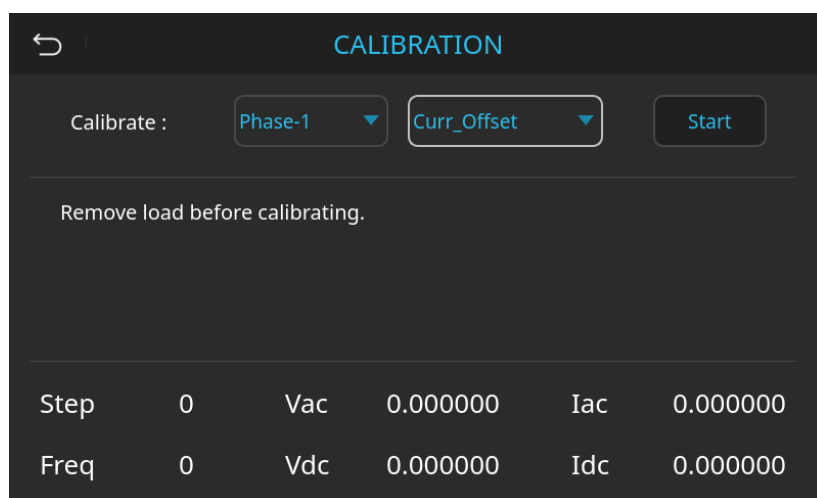 CALIBRATION
Calibrate : Phase-1 Curr_Offset Start
Remove load before calibrating.
Step 0 Vac 0.000000 Iac 0.000000
Freq 0 Vdc 0.000000 Idc 0.000000